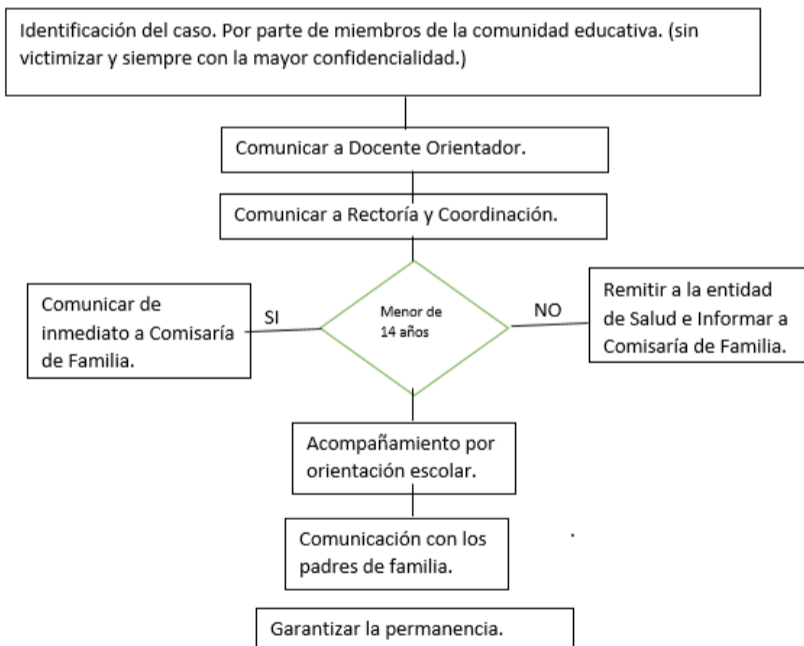 Identificación del caso. Por parte de miembros de la comunidad educativa. (sin
victimizar y siempre con la mayor confidencialidad.)
Comunicar a Docente Orientador.
Comunicar a Rectoría y Coordinación.
Comunicar de
inmediato a Comisaría
de Familia.
SI
Menor de
14 años
NO
Remitir a la entidad
de Salud e Informar a
Comisaría de Familia.
Acompañamiento por
orientación escolar.
Comunicación con los
padres de familia.
Garantizar la permanencia.